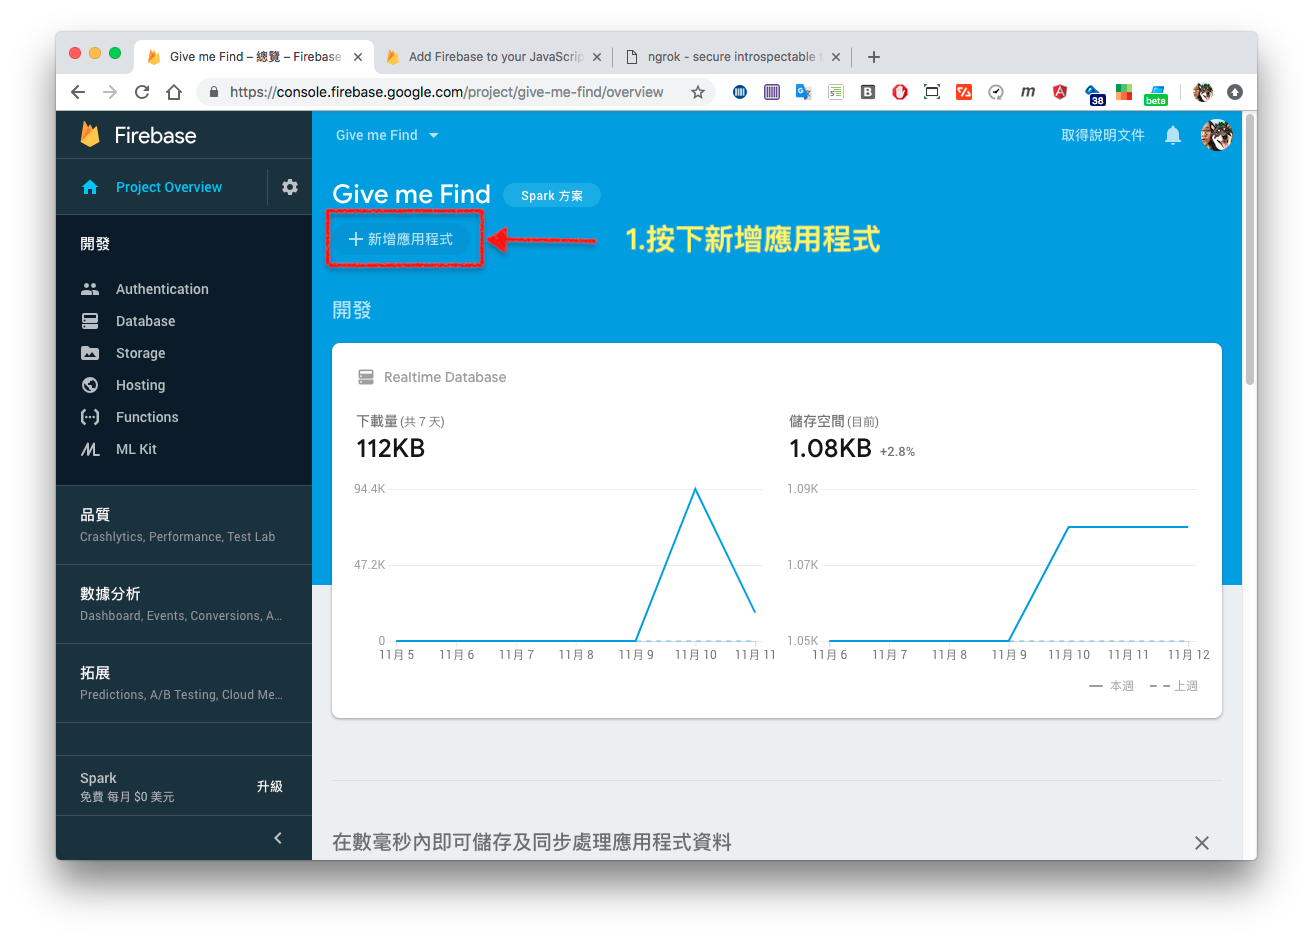 Give me Find – 總覽 – Firebase
Add Firebase to your JavaScrip
ngrok - secure introspectable
https://console.firebase.google.com/project/give-me-find/overview
38
beta
Firebase
Project Overview
開發
Authentication
Database
Storage
Hosting
Functions
ML Kit
品質
Crashlytics, Performance, Test Lab
數據分析
Dashboard, Events, Conversions, A...
拓展
Predictions, A/B Testing, Cloud Me...
Spark
免費 每月 $0 美元
升級
Give me Find
取得說明文件
Give me Find
Spark 方案
新增應用程式
1.按下新增應用程式
開發
Realtime Database
下載量 (共 7 天)
112KB
94.4K
47.2K
0
11月 5 11月 6 11月 7 11月 8 11月 9 11月 10 11月 11
儲存空間 (目前)
1.08KB +2.8%
1.09K
1.07K
1.05K
11月 6 11月 7 11月 8 11月 9 11月 10 11月 11 11月 12
本週 上週
在數毫秒內即可儲存及同步處理應用程式資料